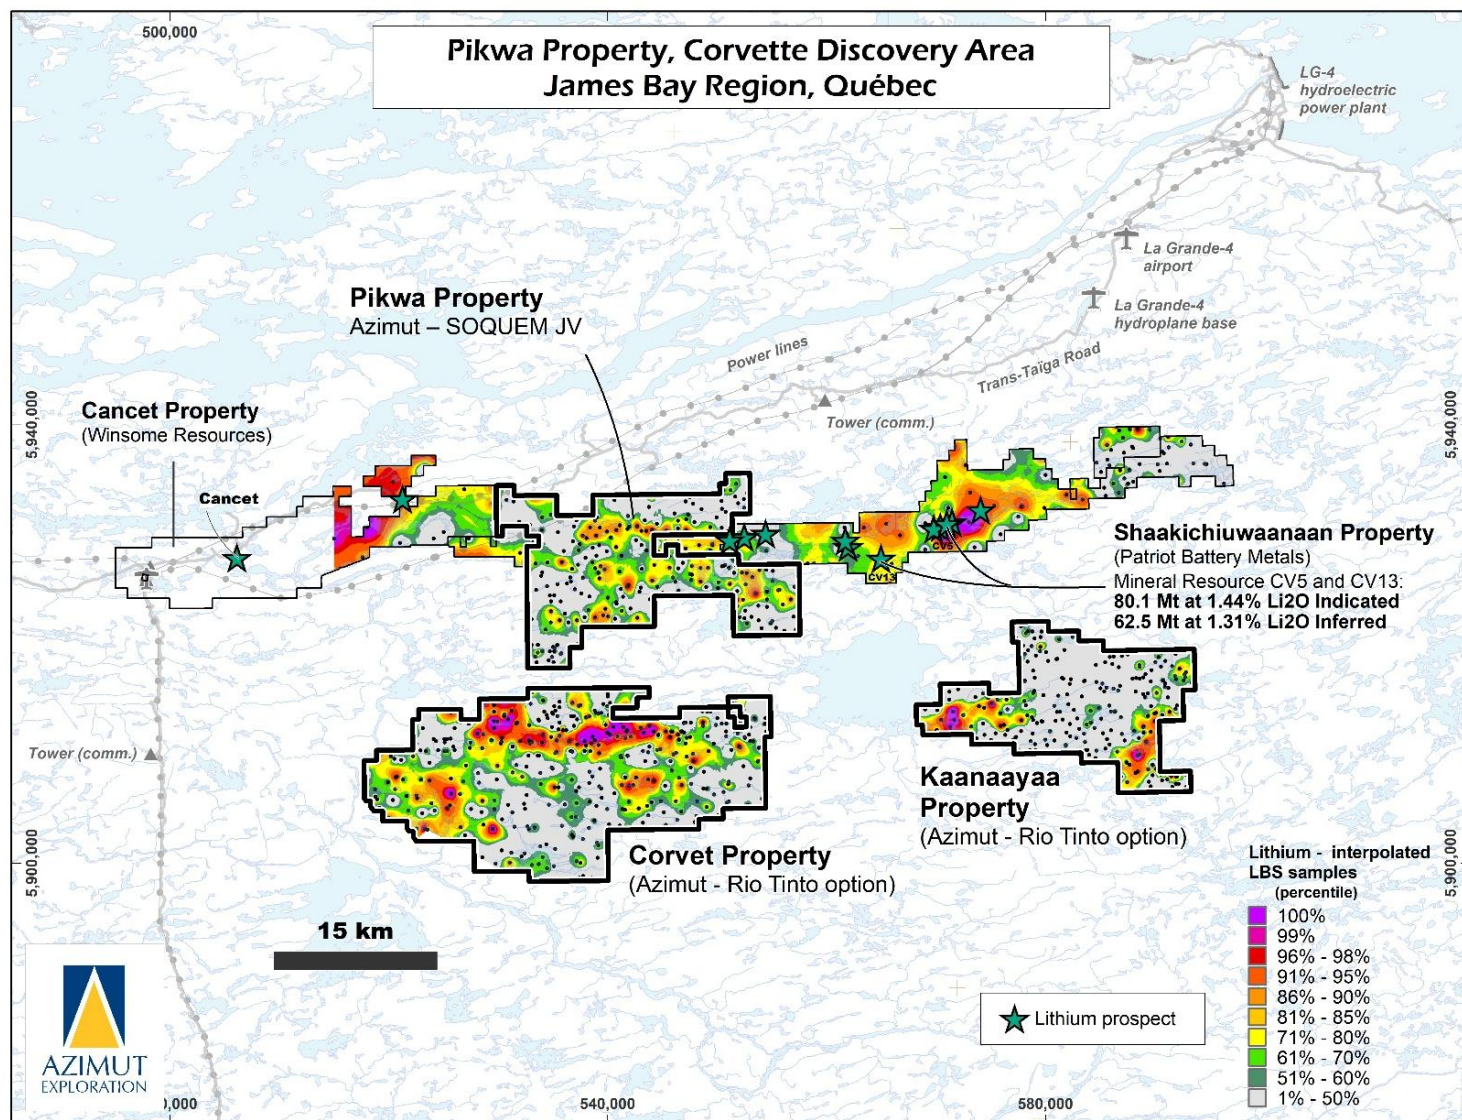 500,000
Pikwa Property, Corvette Discovery Area
James Bay Region, Québec
LG-4
hydroelectric
power plant
La Grande-4
airport
La Grande-4
hydroplane base
Pikwa Property
Azimut – SOQUEM JV
Power lines
Trans-Taïga Road
Tower (comm.)
5,940,000
5,940,000
Cancet Property
(Winsome Resources)
Cancet
CV5
CV13
Shaakichiuwaanaan Property
(Patriot Battery Metals)
Mineral Resource CV5 and CV13:
80.1 Mt at 1.44% Li2O Indicated
62.5 Mt at 1.31% Li2O Inferred
Tower (comm.)
Kaanaayaa
Property
(Azimut - Rio Tinto option)
Corvet Property
(Azimut - Rio Tinto option)
5,900,000
5,900,000
15 km
Lithium - interpolated
LBS samples
(percentile)
100%
99%
96% - 98%
91% - 95%
86% - 90%
81% - 85%
71% - 80%
61% - 70%
51% - 60%
1% - 50%
Lithium prospect
AZIMUT
EXPLORATION
0,000
540,000
580,000